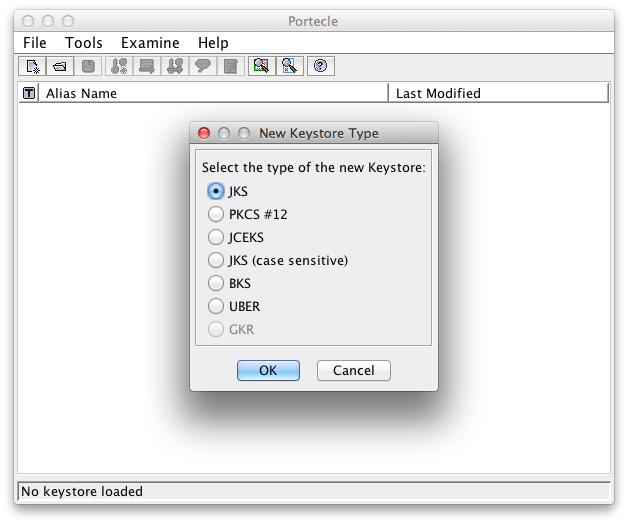 Portecle
File Tools Examine Help
T Alias Name Last Modified
New Keystore Type
Select the type of the new Keystore:
JKS
PKCS #12
JCEKS
JKS (case sensitive)
BKS
UBER
GKR
OK Cancel
No keystore loaded